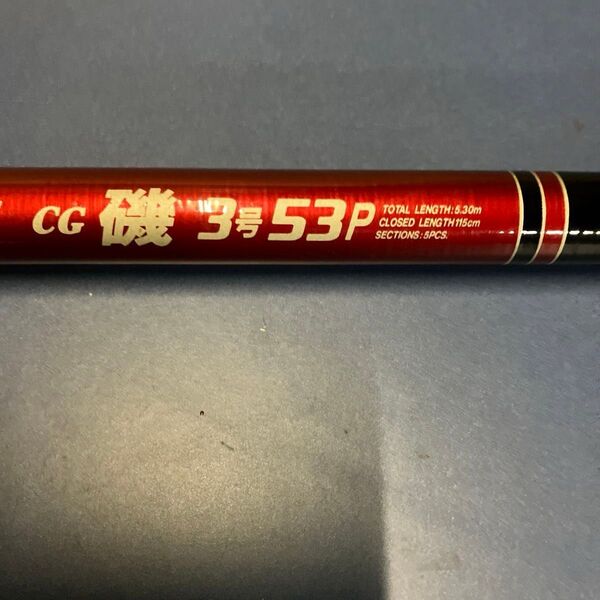 CG 磯 3号 53P
TOTAL LENGTH:5.30m
CLOSED LENGTH 115cm
SECTIONS:5PCS.